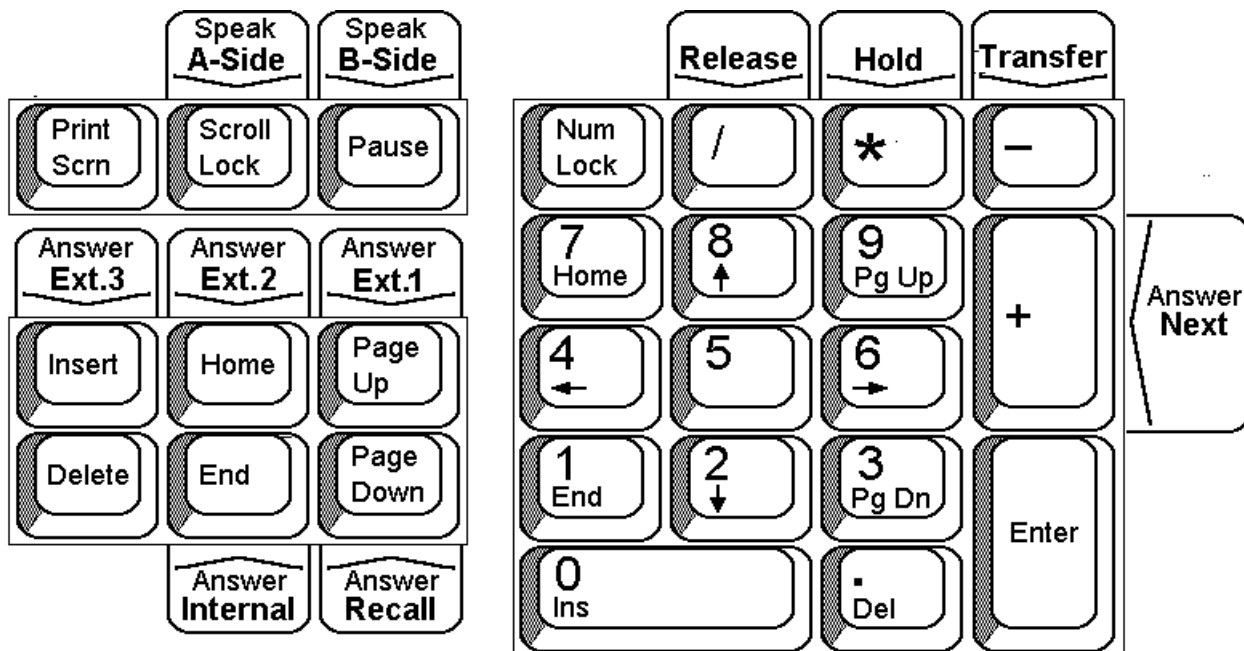 Speak
A-Side
Speak
B-Side
Print
Scrn
Scroll
Lock
Pause
Answer
Ext.3
Answer
Ext.2
Answer
Ext.1
Insert
Home
Page
Up
Delete
End
Page
Down
Answer
Internal
Answer
Recall
Release
Hold
Transfer
Num
Lock
/
*
–
7
Home
8
↑
9
Pg Up
+
Answer
Next
4
←
5
6
→
1
End
2
↓
3
Pg Dn
Enter
0
Ins
.
Del